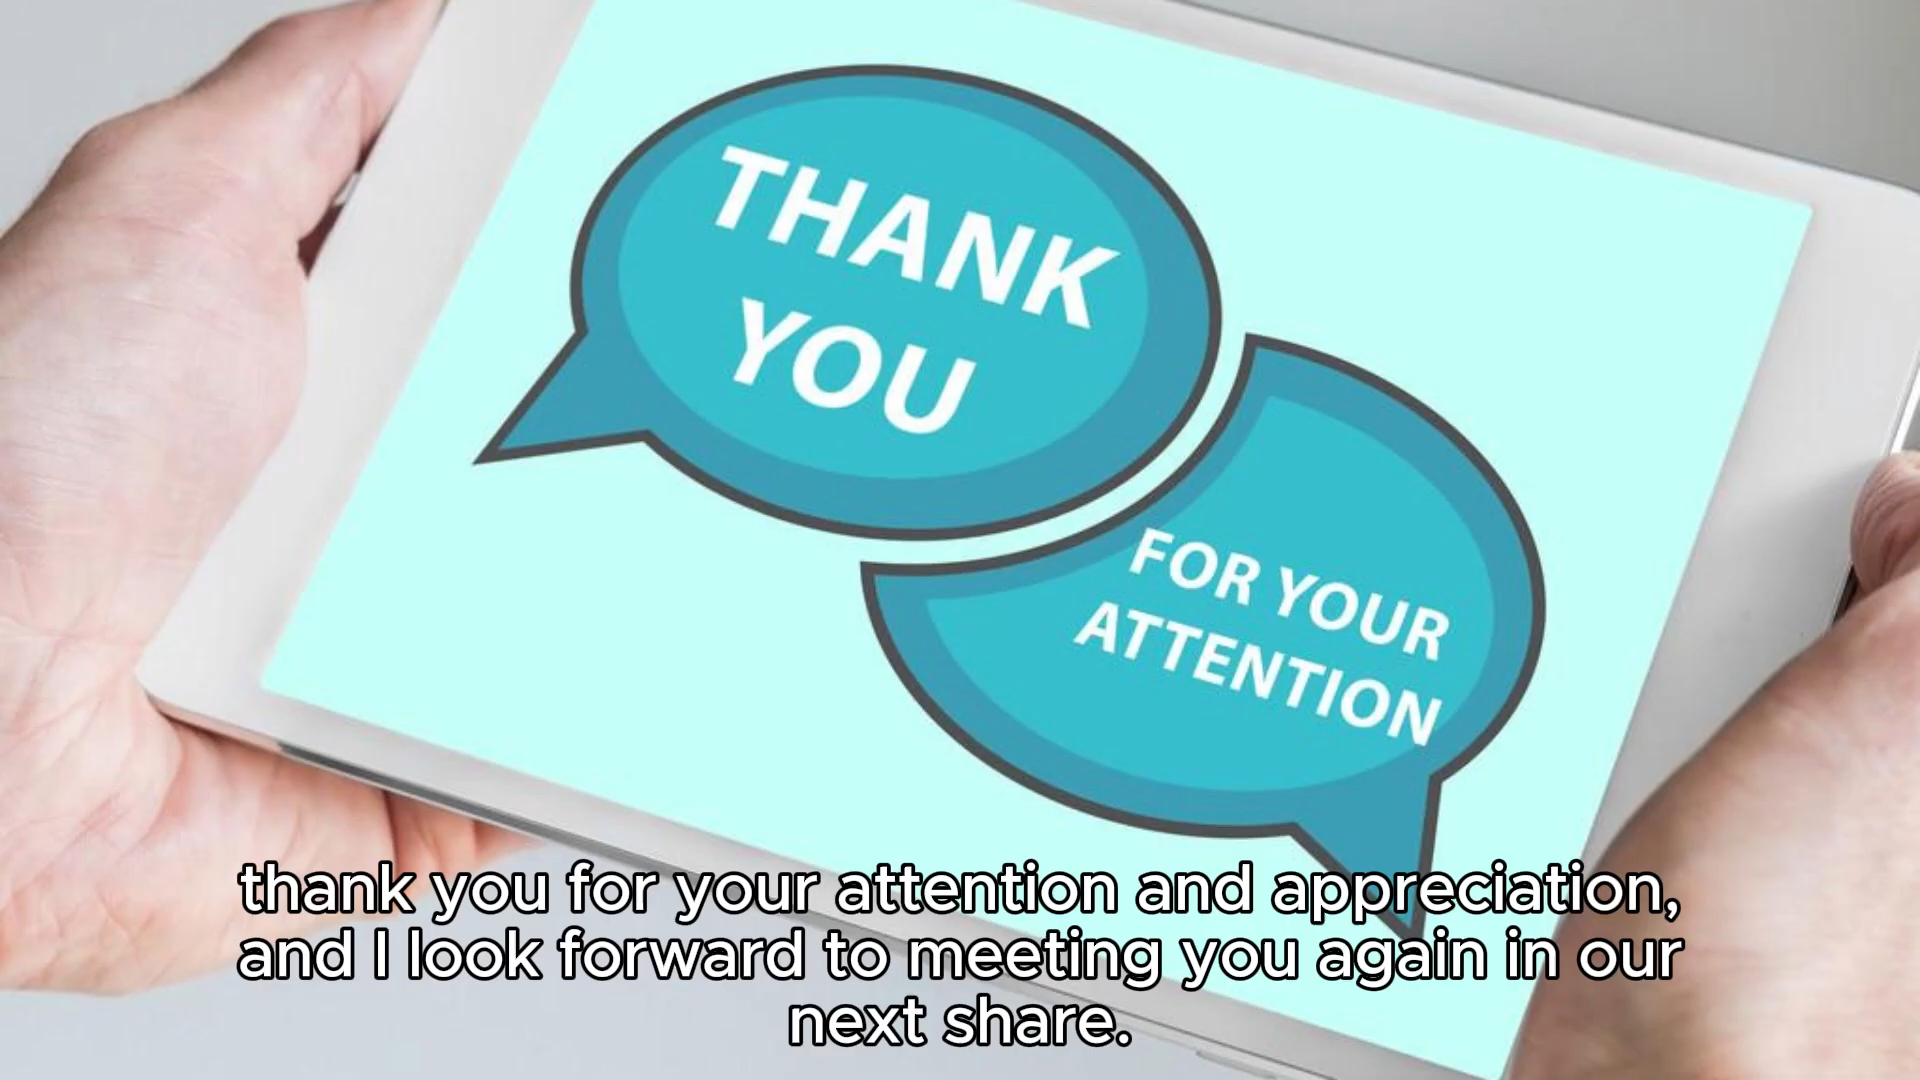 THANK
YOU
FOR YOUR
ATTENTION
thank you for your attention and appreciation,
and I look forward to meeting you again in our
next share.